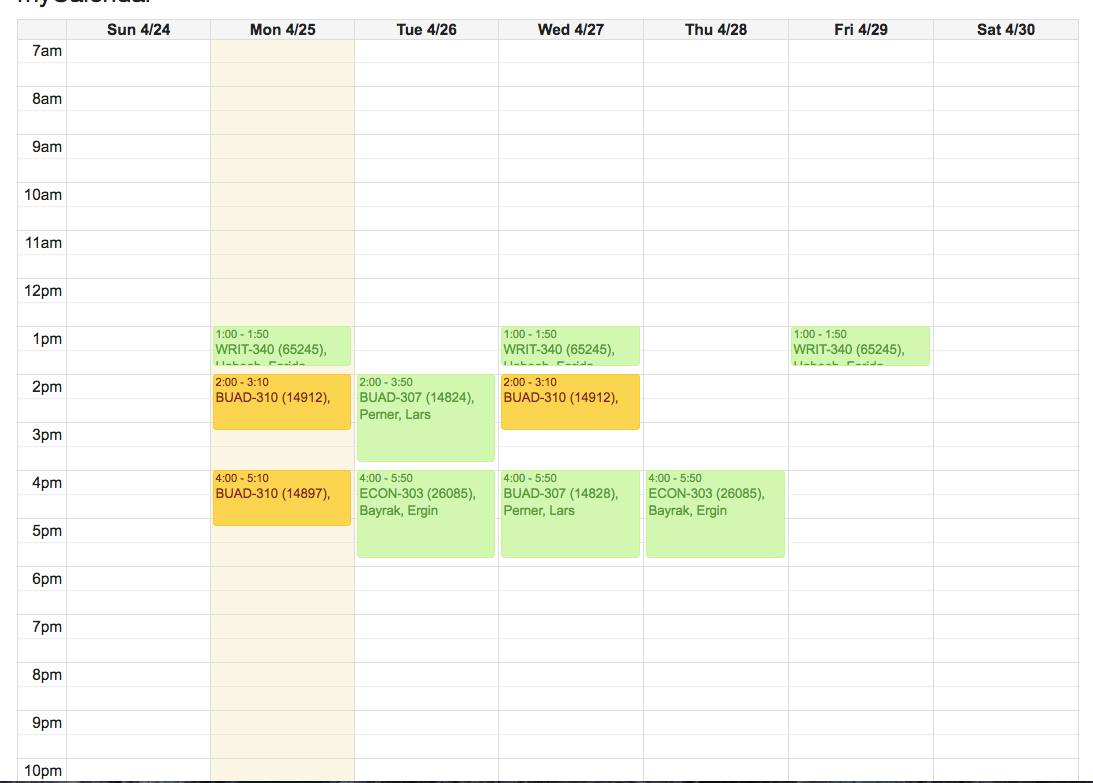 myCalendar
Sun 4/24 Mon 4/25 Tue 4/26 Wed 4/27 Thu 4/28 Fri 4/29 Sat 4/30
7am
8am
9am
10am
11am
12pm
1pm
1:00 - 1:50
WRIT-340 (65245),
1:00 - 1:50
WRIT-340 (65245),
1:00 - 1:50
WRIT-340 (65245),
2pm
2:00 - 3:10
BUAD-310 (14912),
2:00 - 3:50
BUAD-307 (14824),
Perner, Lars
2:00 - 3:10
BUAD-310 (14912),
3pm
4pm
4:00 - 5:10
BUAD-310 (14897),
4:00 - 5:50
ECON-303 (26085),
Bayrak, Ergin
4:00 - 5:50
BUAD-307 (14828),
Perner, Lars
4:00 - 5:50
ECON-303 (26085),
Bayrak, Ergin
5pm
6pm
7pm
8pm
9pm
10pm